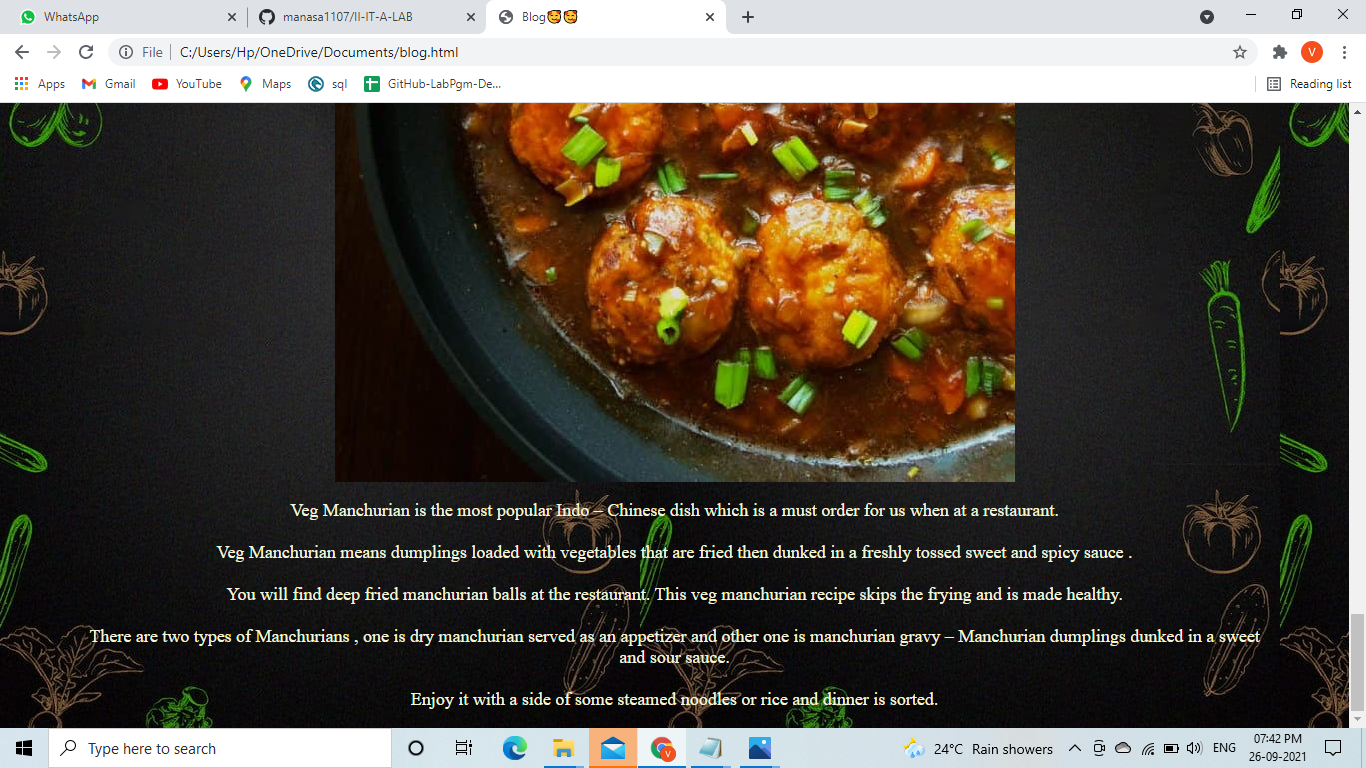 WhatsApp
manasa1107/II-IT-A-LAB
Blog🥰🥰
File
C:/Users/Hp/OneDrive/Documents/blog.html
V
Apps
Gmail
YouTube
Maps
sql
GitHub-LabPgm-De...
Reading list
Veg Manchurian is the most popular Indo – Chinese dish which is a must order for us when at a restaurant.
Veg Manchurian means dumplings loaded with vegetables that are fried then dunked in a freshly tossed sweet and spicy sauce .
You will find deep fried manchurian balls at the restaurant. This veg manchurian recipe skips the frying and is made healthy.
There are two types of Manchurians , one is dry manchurian served as an appetizer and other one is manchurian gravy – Manchurian dumplings dunked in a sweet
and sour sauce.
Enjoy it with a side of some steamed noodles or rice and dinner is sorted.
Type here to search
V
24°C Rain showers
ENG
07:42 PM
26-09-2021